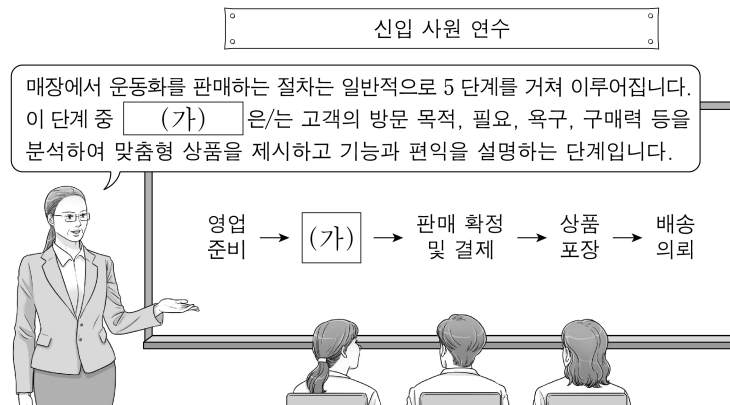 신입 사원 연수
매장에서 운동화를 판매하는 절차는 일반적으로 5 단계를 거쳐 이루어집니다.
이 단계 중 (가) 은/는 고객의 방문 목적, 필요, 욕구, 구매력 등을
분석하여 맞춤형 상품을 제시하고 기능과 편익을 설명하는 단계입니다.
영업 준비 → (가) → 판매 확정 및 결제 → 상품 포장 → 배송 의뢰